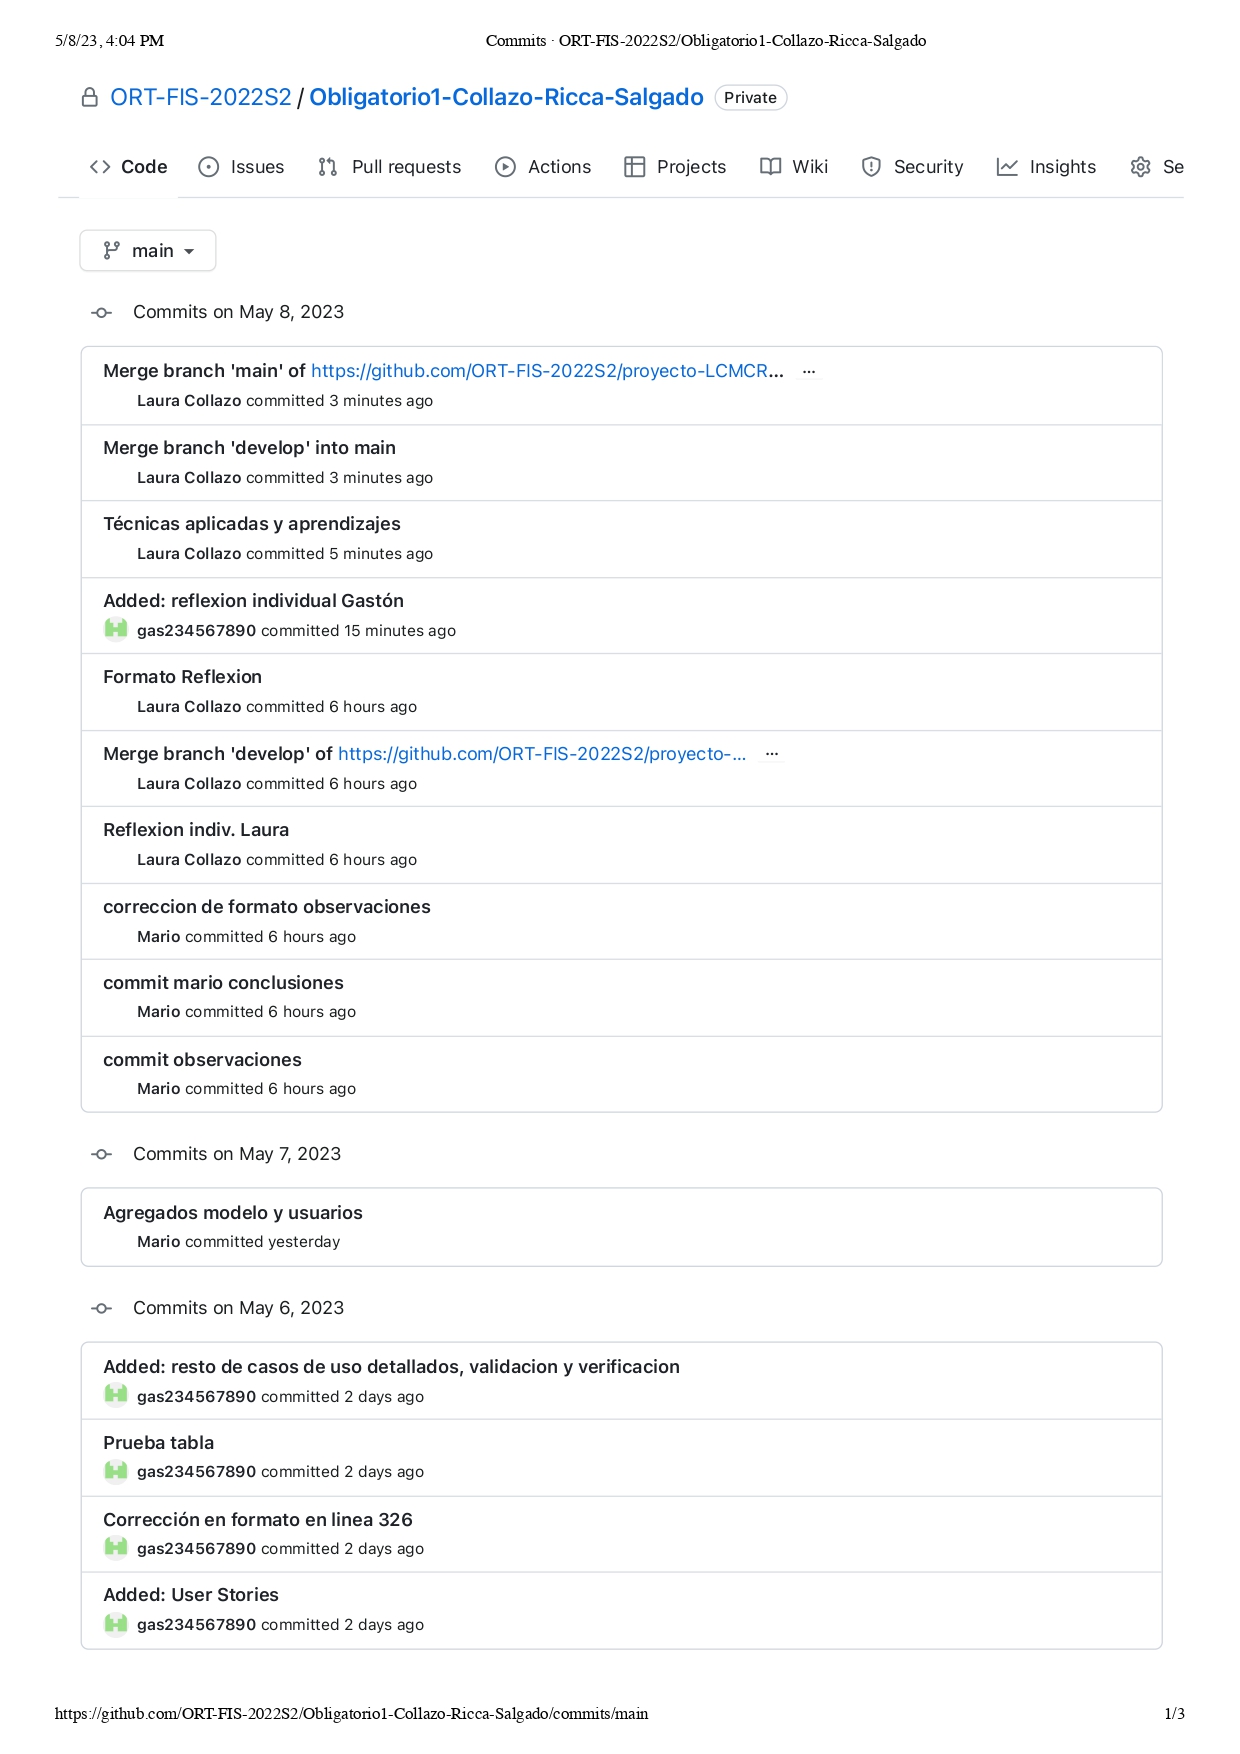 5/8/23, 4:04 PM Commits · ORT-FIS-2022S2/Obligatorio1-Collazo-Ricca-Salgado
ORT-FIS-2022S2 / Obligatorio1-Collazo-Ricca-Salgado Private
Code Issues Pull requests Actions Projects Wiki Security Insights Se
main
Commits on May 8, 2023
Merge branch 'main' of https://github.com/ORT-FIS-2022S2/proyecto-LCMCR... ...
Laura Collazo committed 3 minutes ago
Merge branch 'develop' into main
Laura Collazo committed 3 minutes ago
Técnicas aplicadas y aprendizajes
Laura Collazo committed 5 minutes ago
Added: reflexion individual Gastón
gas234567890 committed 15 minutes ago
Formato Reflexion
Laura Collazo committed 6 hours ago
Merge branch 'develop' of https://github.com/ORT-FIS-2022S2/proyecto-... ...
Laura Collazo committed 6 hours ago
Reflexion indiv. Laura
Laura Collazo committed 6 hours ago
correccion de formato observaciones
Mario committed 6 hours ago
commit mario conclusiones
Mario committed 6 hours ago
commit observaciones
Mario committed 6 hours ago
Commits on May 7, 2023
Agregados modelo y usuarios
Mario committed yesterday
Commits on May 6, 2023
Added: resto de casos de uso detallados, validacion y verificacion
gas234567890 committed 2 days ago
Prueba tabla
gas234567890 committed 2 days ago
Corrección en formato en linea 326
gas234567890 committed 2 days ago
Added: User Stories
gas234567890 committed 2 days ago
https://github.com/ORT-FIS-2022S2/Obligatorio1-Collazo-Ricca-Salgado/commits/main 1/3